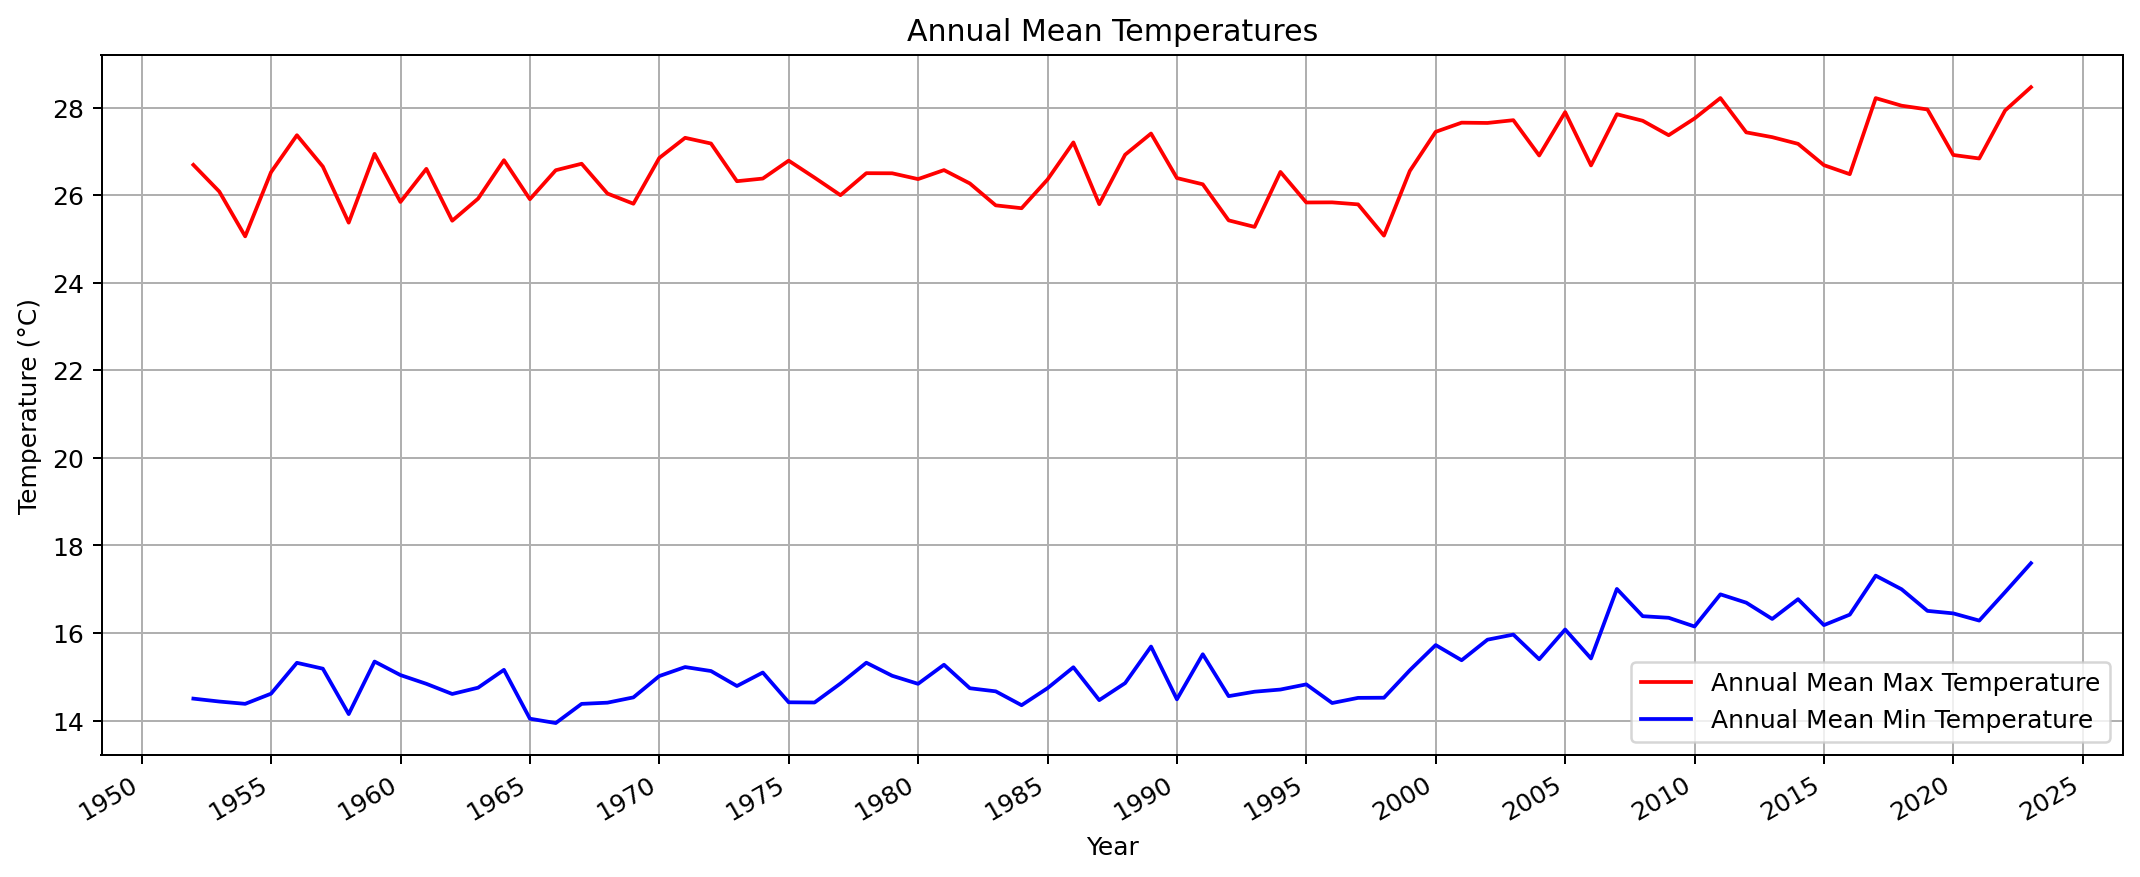 Annual Mean Temperatures
Temperature (°C)
28
26
24
22
20
18
16
14
Annual Mean Max Temperature
Annual Mean Min Temperature
1950 1955 1960 1965 1970 1975 1980 1985 1990 1995 2000 2005 2010 2015 2020 2025
Year